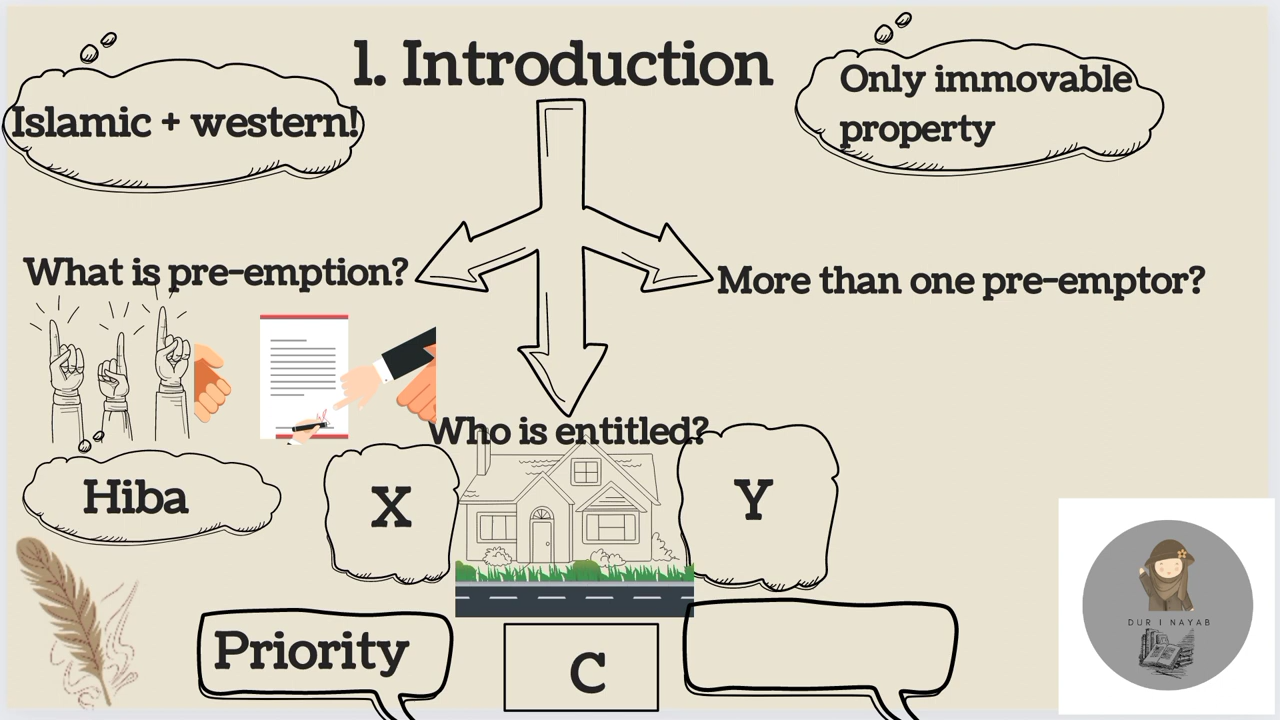 1. Introduction
Islamic + western!
Only immovable
property
What is pre-emption?
More than one pre-emptor?
Who is entitled?
Hiba
X
Y
Priority
C
DUR I NAYAB